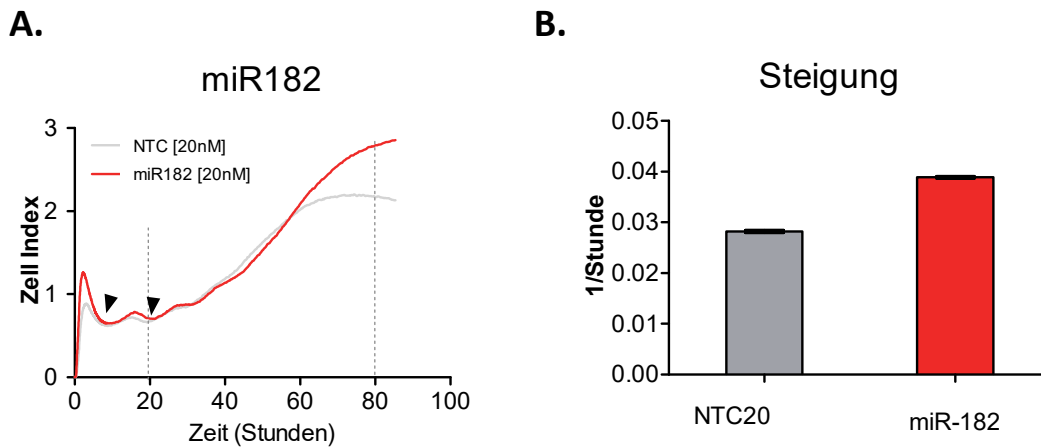 A.
miR182
NTC [20nM]
miR182 [20nM]
Zell Index
3
2
1
0
0
20
40
60
80
100
Zeit (Stunden)
B.
Steigung
1/Stunde
0.05
0.04
0.03
0.02
0.01
0.00
NTC20
miR-182